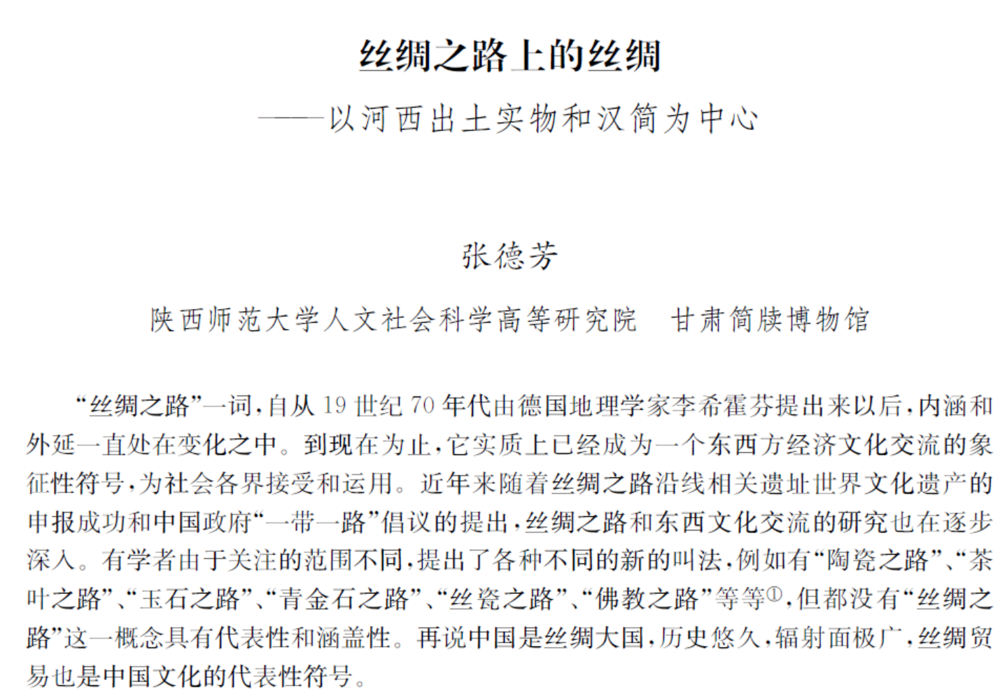 丝绸之路上的丝绸
——以河西出土实物和汉简为中心
张德芳
陕西师范大学人文社会科学高等研究院　甘肃简牍博物馆
“丝绸之路”一词,自从 19 世纪 70 年代由德国地理学家李希霍芬提出来以后,内涵和
外延一直处在变化之中。到现在为止,它实质上已经成为一个东西方经济文化交流的象
征性符号,为社会各界接受和运用。近年来随着丝绸之路沿线相关遗址世界文化遗产的
申报成功和中国政府“一带一路”倡议的提出,丝绸之路和东西文化交流的研究也在逐步
深入。有学者由于关注的范围不同,提出了各种不同的新的叫法,例如有“陶瓷之路”、“茶
叶之路”、“玉石之路”、“青金石之路”、“丝瓷之路”、“佛教之路”等等①,但都没有“丝绸之
路”这一概念具有代表性和涵盖性。再说中国是丝绸大国,历史悠久,辐射面极广,丝绸贸
易也是中国文化的代表性符号。